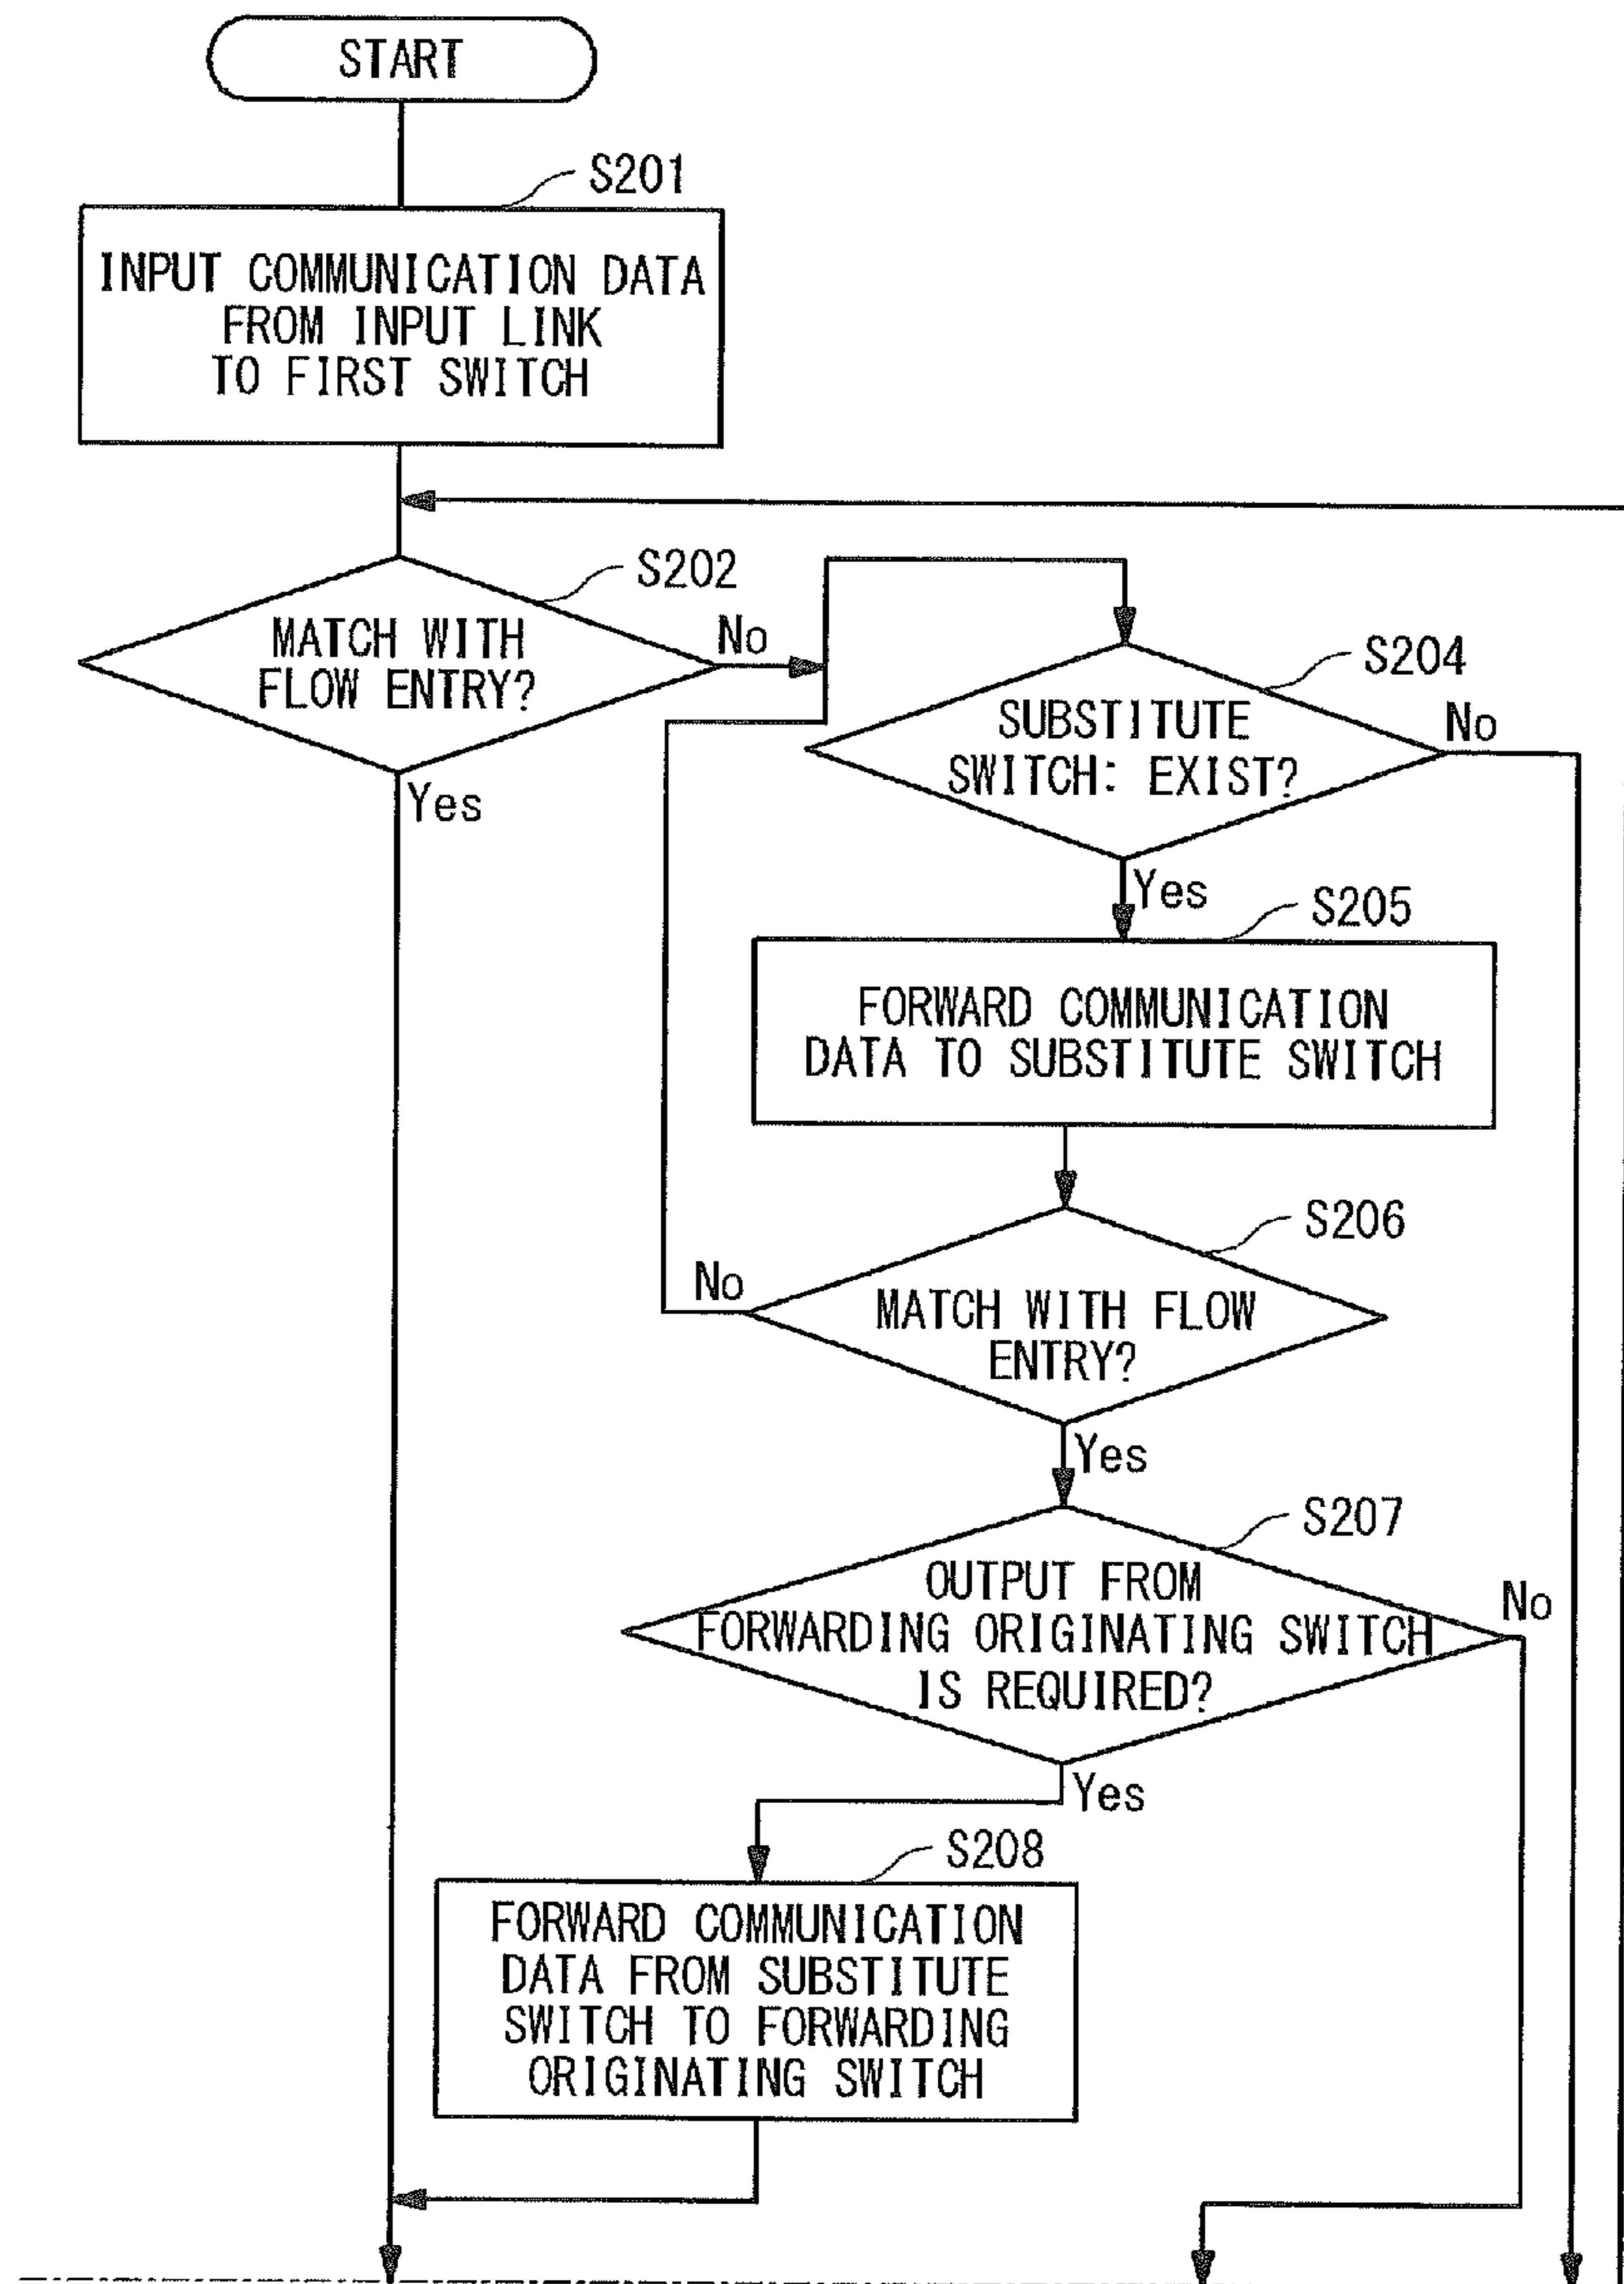 START
S201
INPUT COMMUNICATION DATA
FROM INPUT LINK
TO FIRST SWITCH
S202
MATCH WITH
FLOW ENTRY?
No
Yes
S204
SUBSTITUTE
SWITCH: EXIST?
No
Yes
S205
FORWARD COMMUNICATION
DATA TO SUBSTITUTE SWITCH
S206
MATCH WITH FLOW
ENTRY?
No
Yes
S207
OUTPUT FROM
FORWARDING ORIGINATING SWITCH
IS REQUIRED?
No
Yes
S208
FORWARD COMMUNICATION
DATA FROM SUBSTITUTE
SWITCH TO FORWARDING
ORIGINATING SWITCH